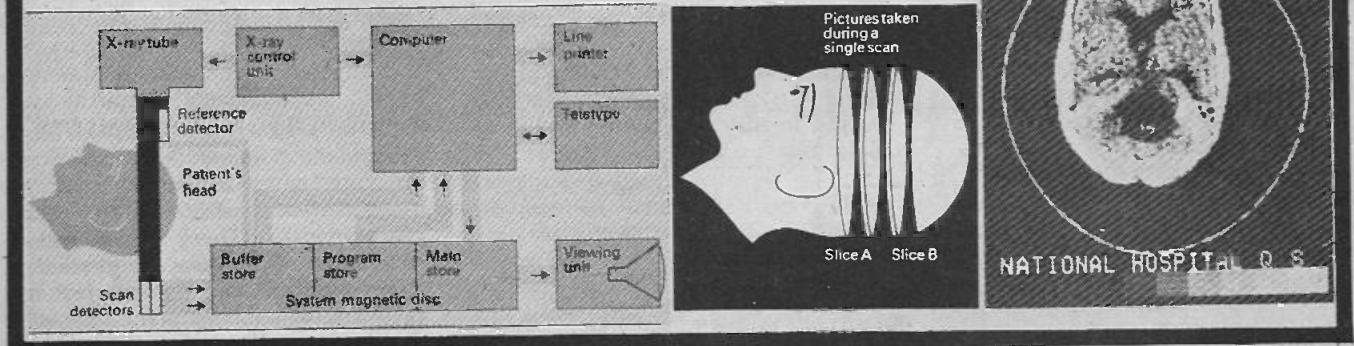 X-ray tube
X-ray
control
unit
Computer
Line
printer
Reference
detector
Teletype
Patient's
head
Buffer
store
Program
store
Main
store
Viewing
unit
Scan
detectors
System magnetic disc
Pictures taken
during a
single scan
Slice A
Slice B
NATIONAL HOSPITAL Q S